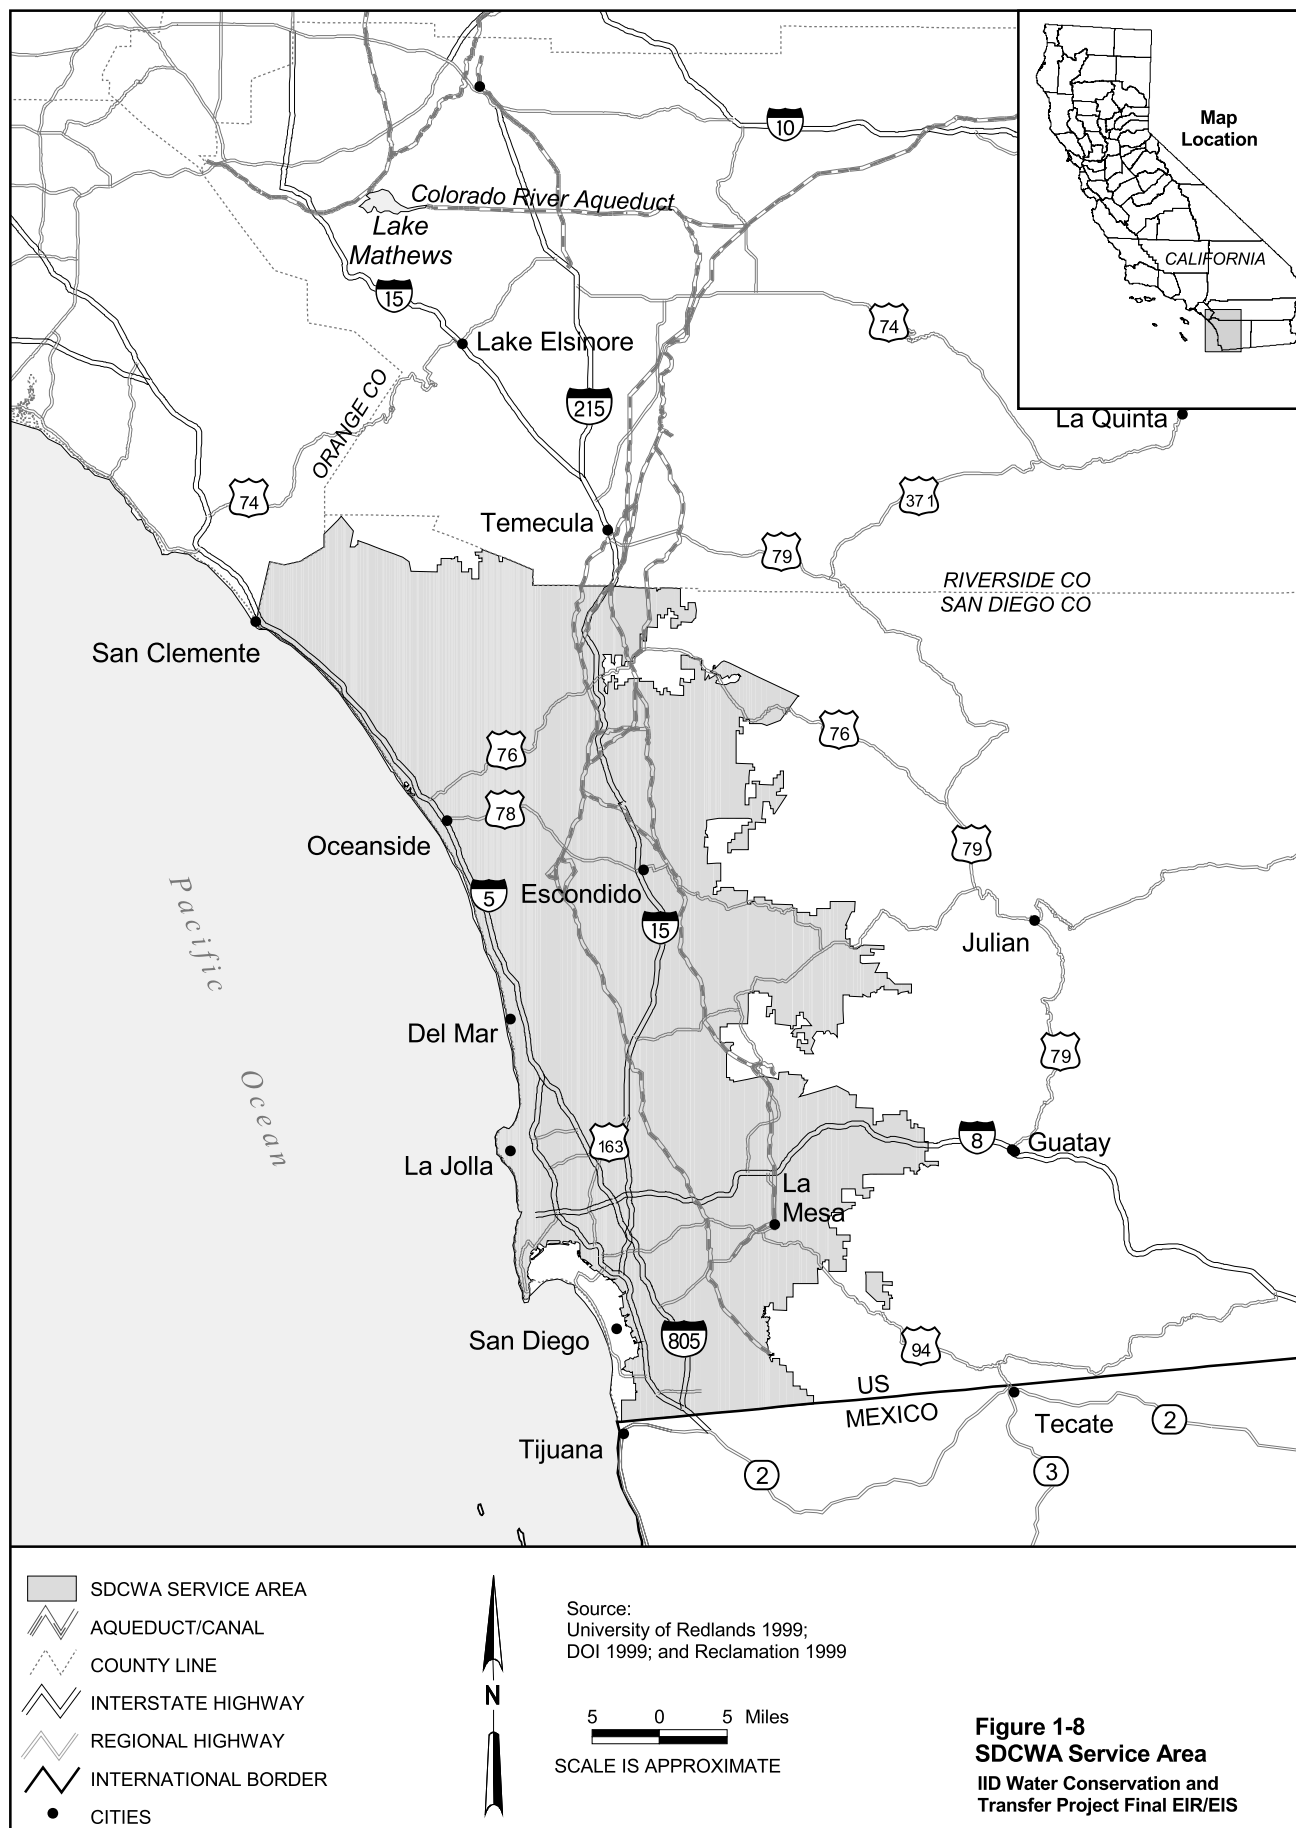 10
Map
Location
Colorado River Aqueduct
Lake
Mathews
CALIFORNIA
15
74
Lake Elsinore
215
ORANGE CO
La Quinta
74
371
Temecula
79
RIVERSIDE CO
SAN DIEGO CO
San Clemente
76
76
78
Oceanside
79
5
Escondido
15
Pacific
Ocean
Julian
Del Mar
79
163
8
Guatay
La Jolla
La
Mesa
San Diego
805
94
US
MEXICO
Tijuana
Tecate
2
2
3
SDCWA SERVICE AREA
AQUEDUCT/CANAL
COUNTY LINE
INTERSTATE HIGHWAY
REGIONAL HIGHWAY
INTERNATIONAL BORDER
CITIES
N
Source:
University of Redlands 1999;
DOI 1999; and Reclamation 1999
5 0 5 Miles
SCALE IS APPROXIMATE
Figure 1-8
SDCWA Service Area
IID Water Conservation and
Transfer Project Final EIR/EIS